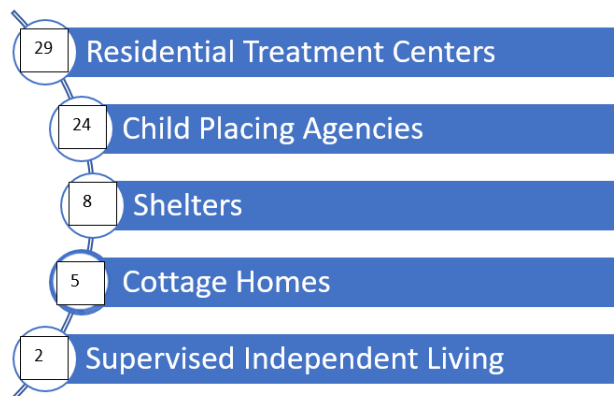 29 Residential Treatment Centers
24 Child Placing Agencies
8 Shelters
5 Cottage Homes
2 Supervised Independent Living